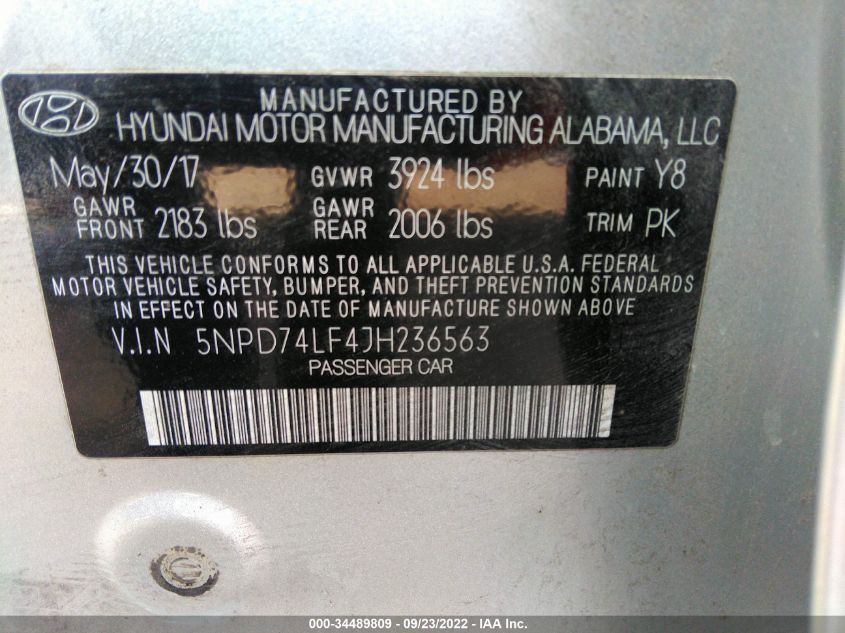 MANUFACTURED BY
HYUNDAI MOTOR MANUFACTURING ALABAMA, LLC
May/30/17 GVWR 3924 lbs PAINT Y8
GAWR FRONT 2183 lbs GAWR REAR 2006 lbs TRIM PK
THIS VEHICLE CONFORMS TO ALL APPLICABLE U.S.A. FEDERAL
MOTOR VEHICLE SAFETY, BUMPER, AND THEFT PREVENTION STANDARDS
IN EFFECT ON THE DATE OF MANUFACTURE SHOWN ABOVE.
V.I.N 5NPD74LF4JH236563
PASSENGER CAR
000-34489809 - 09/23/2022 - IAA Inc.